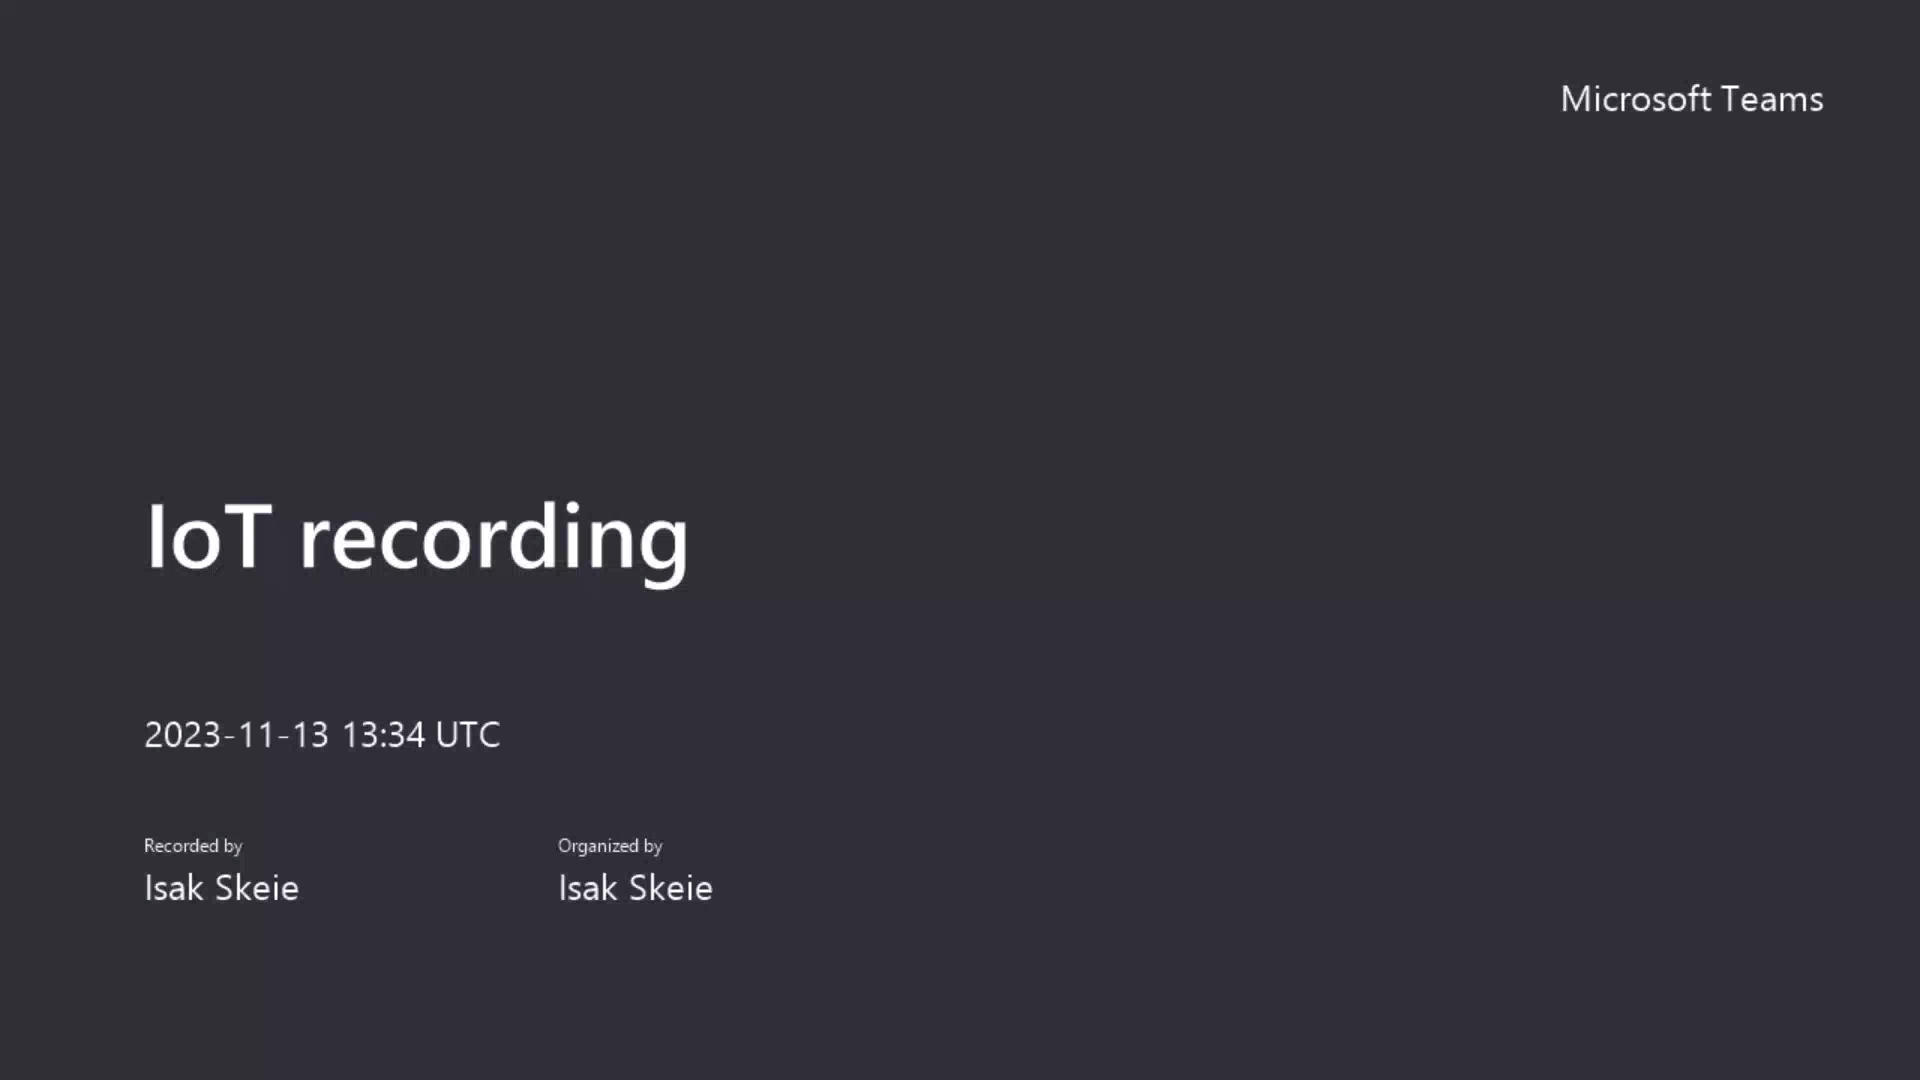 Microsoft Teams
IoT recording
2023-11-13 13:34 UTC
Recorded by
Isak Skeie
Organized by
Isak Skeie